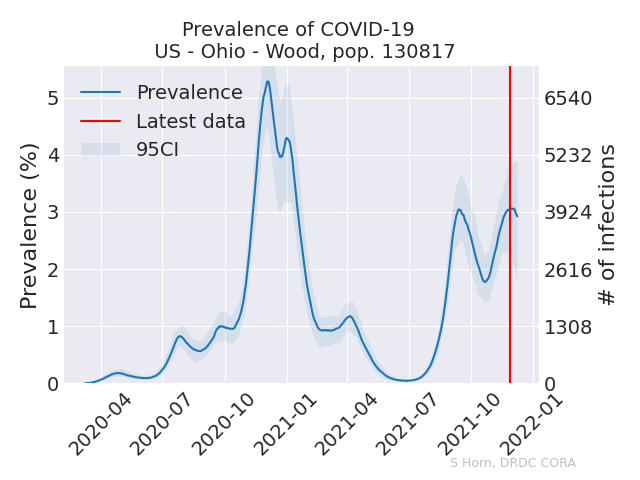 Prevalence of COVID-19
US - Ohio - Wood, pop. 130817
Prevalence
Latest data
95CI
Prevalence (%)
5
4
3
2
1
0
6540
5232
3924
2616
1308
0
# of infections
2020-04
2020-07
2020-10
2021-01
2021-04
2021-07
2021-10
2022-01
S Horn, DRDC CORA